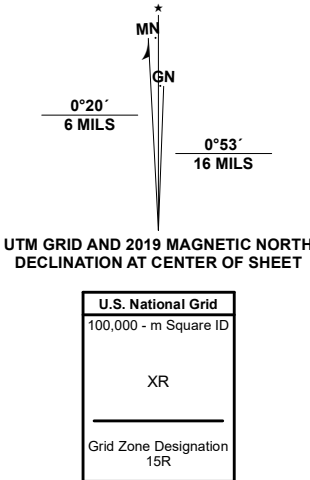 ★
MN
GN
0°20´
6 MILS
0°53´
16 MILS
UTM GRID AND 2019 MAGNETIC NORTH
DECLINATION AT CENTER OF SHEET
U.S. National Grid
100,000 - m Square ID
XR
Grid Zone Designation
15R